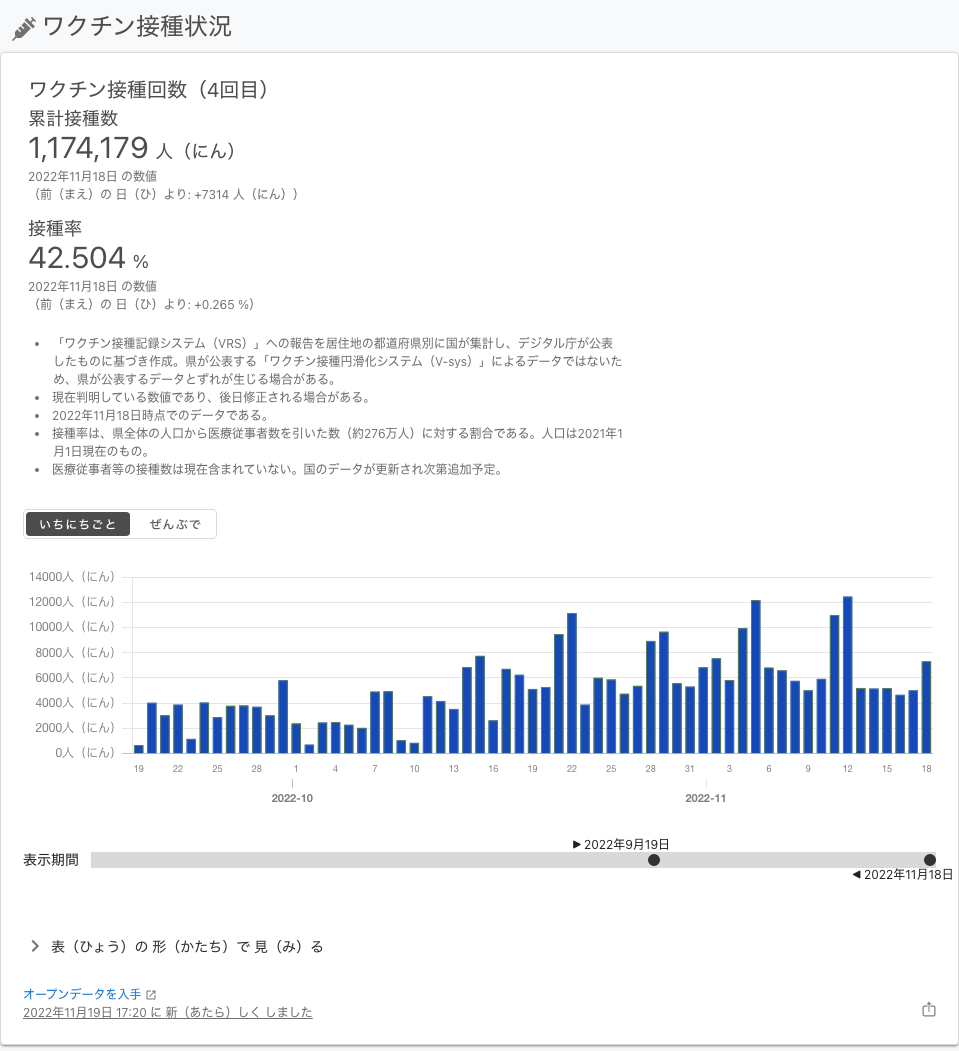 ワクチン接種状況
ワクチン接種回数（4回目）
累計接種数
1,174,179 人（にん）
2022年11月18日 の数値
（前（まえ）の 日（ひ）より: +7314 人（にん））
接種率
42.504 %
2022年11月18日 の数値
（前（まえ）の 日（ひ）より: +0.265 %）
• 「ワクチン接種記録システム（VRS）」への報告を居住地の都道府県別に国が集計し、デジタル庁が公表
したものに基づき作成。県が公表する「ワクチン接種円滑化システム（V-sys）」によるデータではないた
め、県が公表するデータとずれが生じる場合がある。
• 現在判明している数値であり、後日修正される場合がある。
• 2022年11月18日時点でのデータである。
• 接種率は、県全体の人口から医療従事者数を引いた数（約276万人）に対する割合である。人口は2021年1
月1日現在のもの。
• 医療従事者等の接種数は現在含まれていない。国のデータが更新され次第追加予定。
いちにちごと ぜんぶで
14000人（にん）
12000人（にん）
10000人（にん）
8000人（にん）
6000人（にん）
4000人（にん）
2000人（にん）
0人（にん）
19 22 25 28 1 4 7 10 13 16 19 22 25 28 31 3 6 9 12 15 18
2022-10 2022-11
▶ 2022年9月19日
表示期間
◀ 2022年11月18日
表（ひょう）の 形（かたち）で 見（み）る
オープンデータを入手
2022年11月19日 17:20 に 新（あたら）しく しました